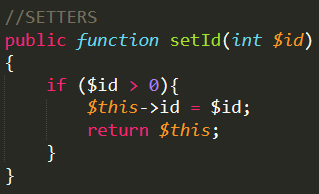 //SETTERS
public function setId(int $id)
{
    if ($id > 0){
        $this->id = $id;
        return $this;
    }
}